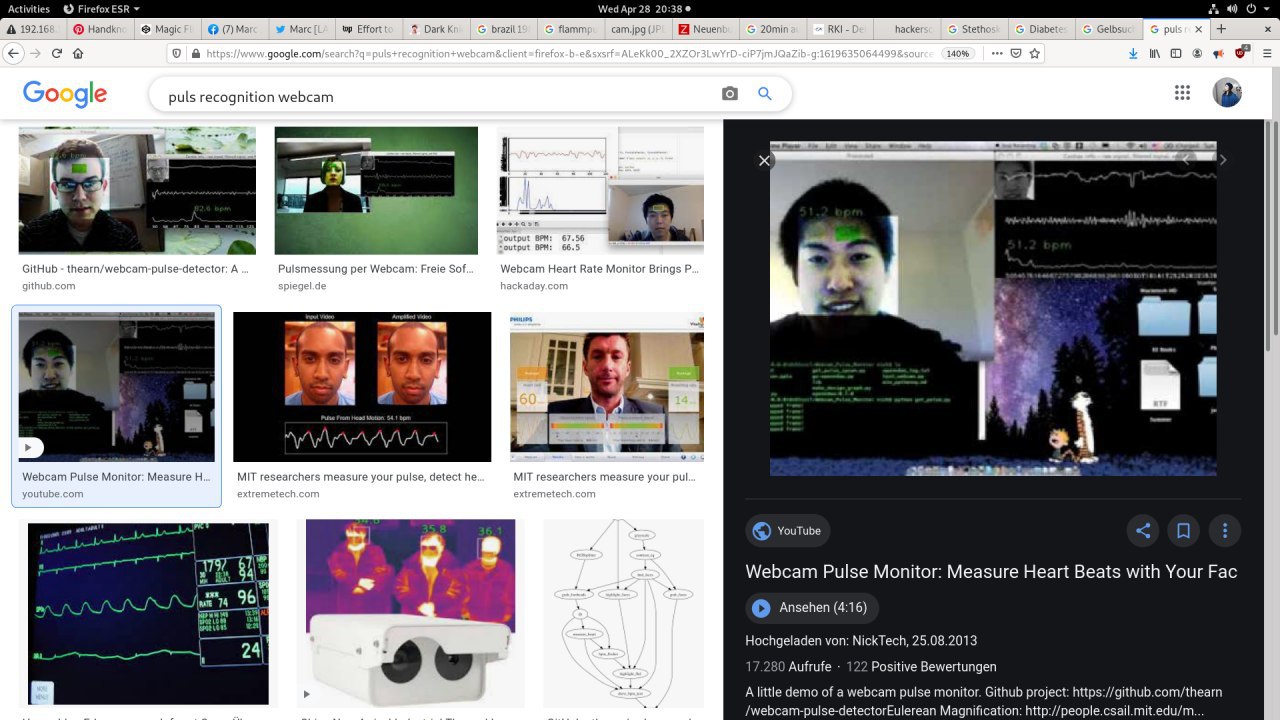 Activities
Firefox ESR
Wed Apr 28 20:38
192.168.
Handli
Magic F
(7) Marc
Marc [LA
Effort to
Dark Kn
brazil 19
flammpu
cam.jpg (JPE
Neuenb
20min a
RKI - De
hackersc
Stethosk
Diabete
Gelbsuc
puls re
https://www.google.com/search?q=puls+recognition+webcam&client=firefox-b-e&sxsrf=ALeKk00_2XZOr3LwYrD-ciP7jmJQaZib-g:1619635064499&source
140%
Google
puls recognition webcam
82.6 bpm
output BPM: 67.56
output BPM: 66.5
GitHub - thearn/webcam-pulse-detector: A ...
github.com
Pulsmessung per Webcam: Freie Sof...
spiegel.de
Webcam Heart Rate Monitor Brings P...
hackaday.com
51.2 bpm
51.2 bpm
Input Video
Amplified Video
Pulse From Head Motion: 54.1 bpm
PHILIPS
60
14
Webcam Pulse Monitor: Measure H...
youtube.com
MIT researchers measure your pulse, detect he...
extremetech.com
MIT researchers measure your pul...
extremetech.com
RATE 74
96
24
34.8
35.8
36.1
YouTube
Webcam Pulse Monitor: Measure Heart Beats with Your Fac
Ansehen (4:16)
Hochgeladen von: NickTech, 25.08.2013
17.280 Aufrufe · 122 Positive Bewertungen
A little demo of a webcam pulse monitor. Github project: https://github.com/thearn
/webcam-pulse-detectorEulerean Magnification: http://people.csail.mit.edu/m...